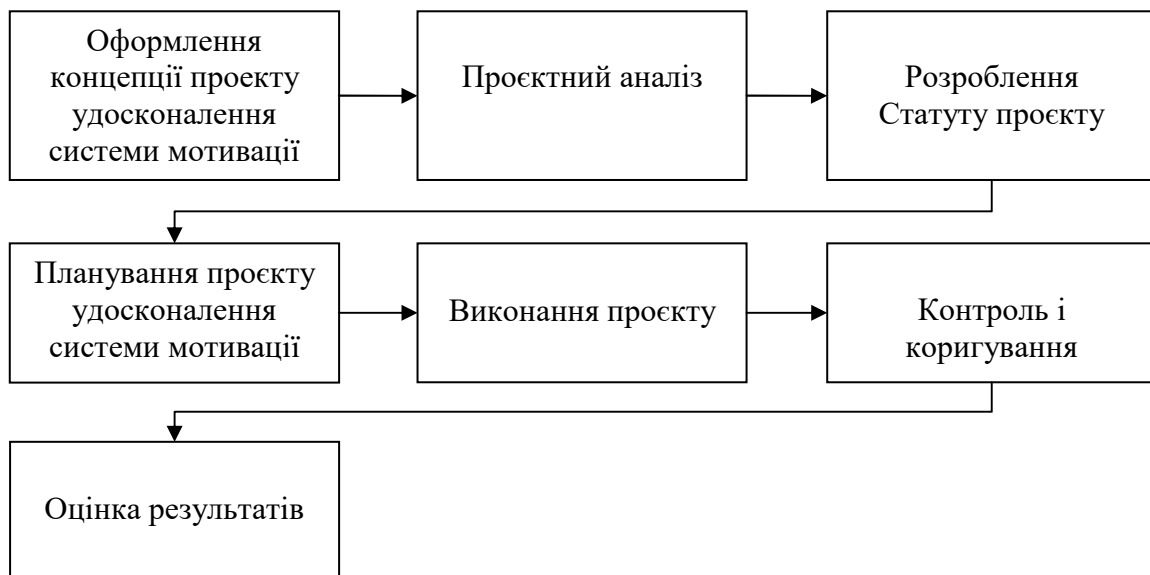 Оформлення
концепції проекту
удосконалення
системи мотивації
Проєктний аналіз
Розроблення
Статуту проєкту
Планування проєкту
удосконалення
системи мотивації
Виконання проєкту
Контроль і
коригування
Оцінка результатів